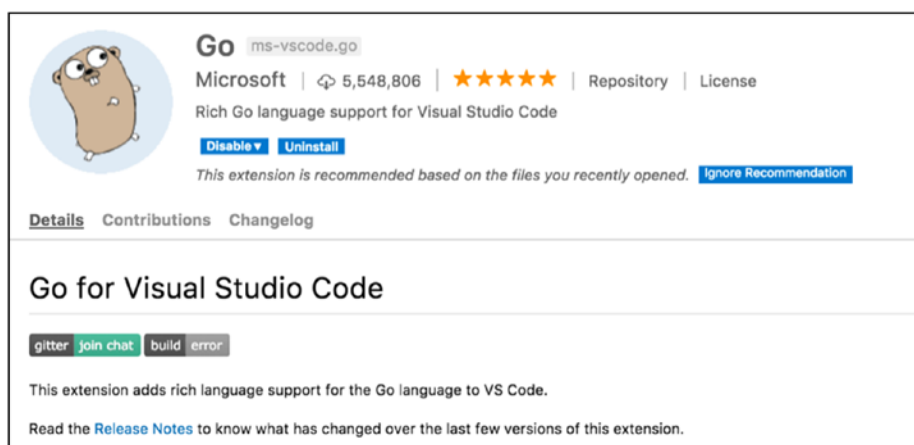 Go ms-vscode.go
Microsoft | 5,548,806 | ★★★★★ | Repository | License
Rich Go language support for Visual Studio Code
Disable ▾ Uninstall
This extension is recommended based on the files you recently opened. Ignore Recommendation
Details Contributions Changelog
Go for Visual Studio Code
gitter join chat build error
This extension adds rich language support for the Go language to VS Code.
Read the Release Notes to know what has changed over the last few versions of this extension.